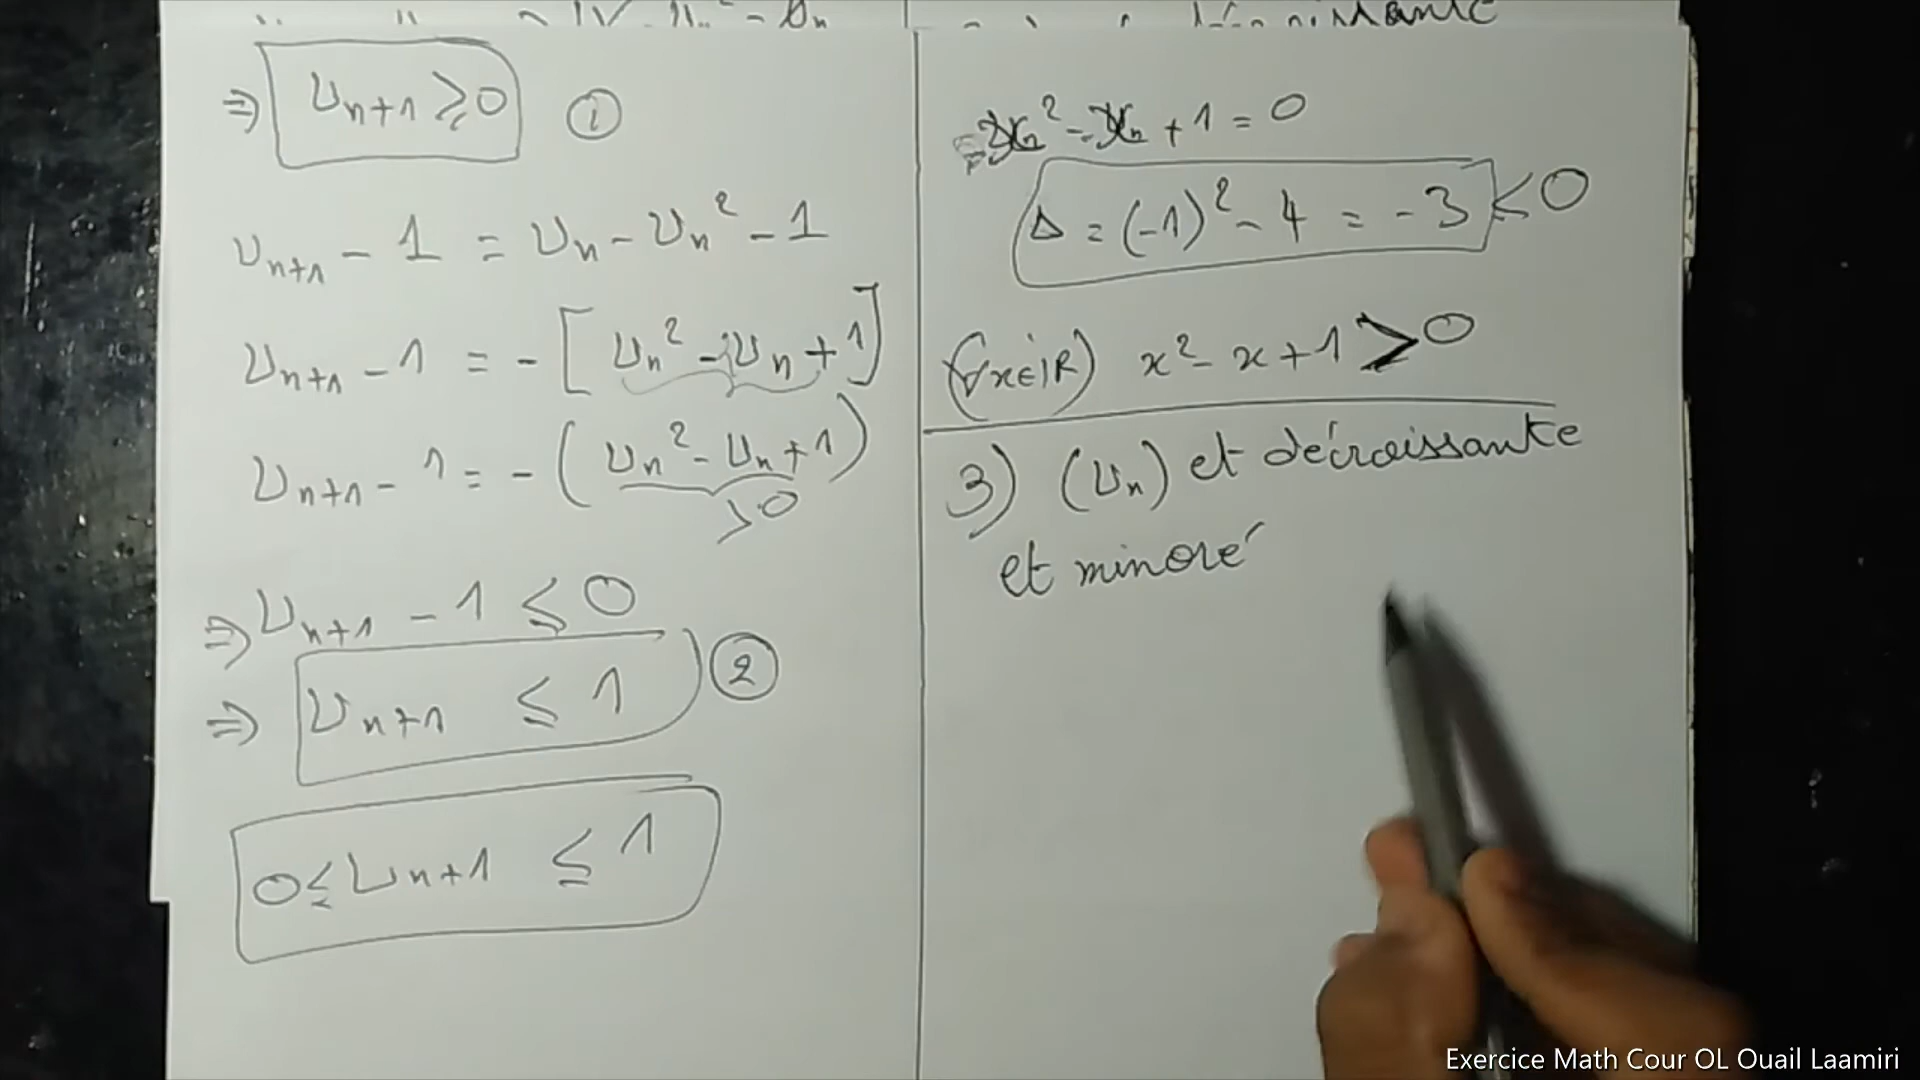 ⇒ Un+1 ≥ 0 ①
Un+1 - 1 = Un - Un² - 1
Un+1 - 1 = - [Un² - Un + 1]
Un+1 - 1 = - (Un² - Un + 1)
>0
⇒ Un+1 - 1 ≤ 0
⇒ Un+1 ≤ 1 ②
0 ≤ Un+1 ≤ 1
+ 1 = 0
Δ = (-1)² - 4 = -3 < 0
(∀x∈IR) x² - x + 1 > 0
3) (Un) et décroissante
et minoré
Exercice Math Cour OL Ouail Laamiri